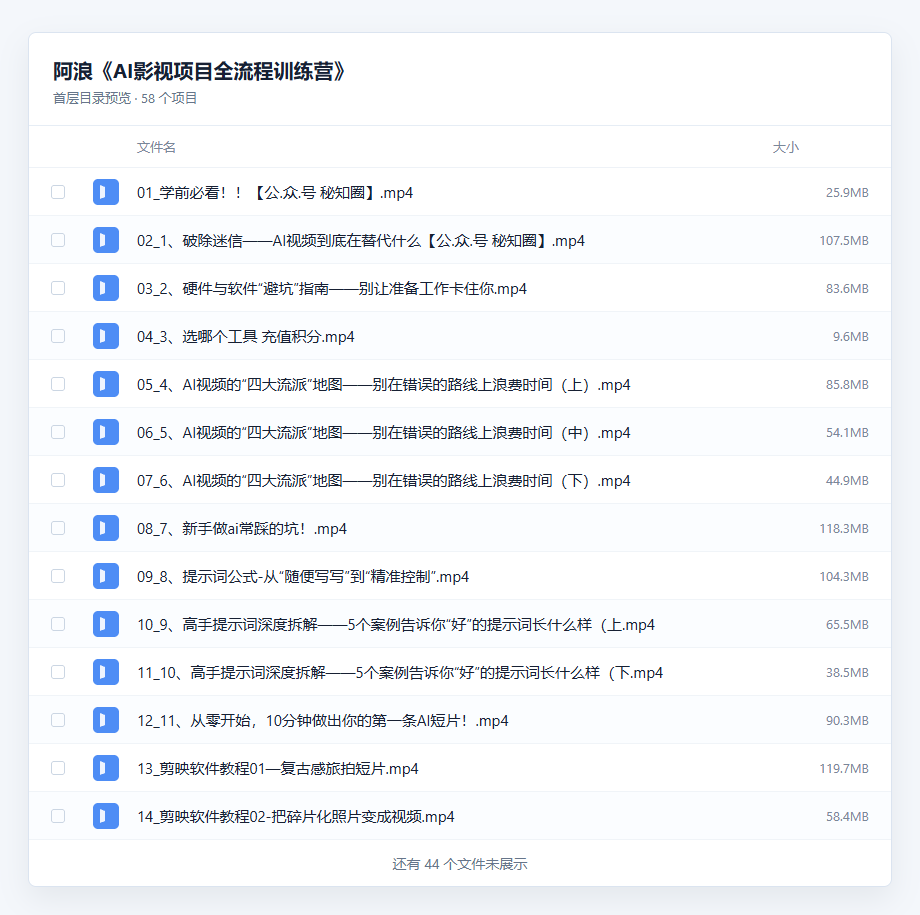 阿浪《AI影视项目全流程训练营》
首层目录预览 · 58 个项目
文件名 大小
01_学前必看！！【公.众.号 秘知圈】.mp4 25.9MB
02_1、破除迷信——AI视频到底在替代什么【公.众.号 秘知圈】.mp4 107.5MB
03_2、硬件与软件“避坑”指南——别让准备工作卡住你.mp4 83.6MB
04_3、选哪个工具 充值积分.mp4 9.6MB
05_4、AI视频的“四大流派”地图——别在错误的路线上浪费时间（上）.mp4 85.8MB
06_5、AI视频的“四大流派”地图——别在错误的路线上浪费时间（中）.mp4 54.1MB
07_6、AI视频的“四大流派”地图——别在错误的路线上浪费时间（下）.mp4 44.9MB
08_7、新手做ai常踩的坑！.mp4 118.3MB
09_8、提示词公式-从“随便写写”到“精准控制”.mp4 104.3MB
10_9、高手提示词深度拆解——5个案例告诉你“好”的提示词长什么样（上.mp4 65.5MB
11_10、高手提示词深度拆解——5个案例告诉你“好”的提示词长什么样（下.mp4 38.5MB
12_11、从零开始，10分钟做出你的第一条AI短片！.mp4 90.3MB
13_剪映软件教程01—复古感旅拍短片.mp4 119.7MB
14_剪映软件教程02-把碎片化照片变成视频.mp4 58.4MB
还有 44 个文件未展示